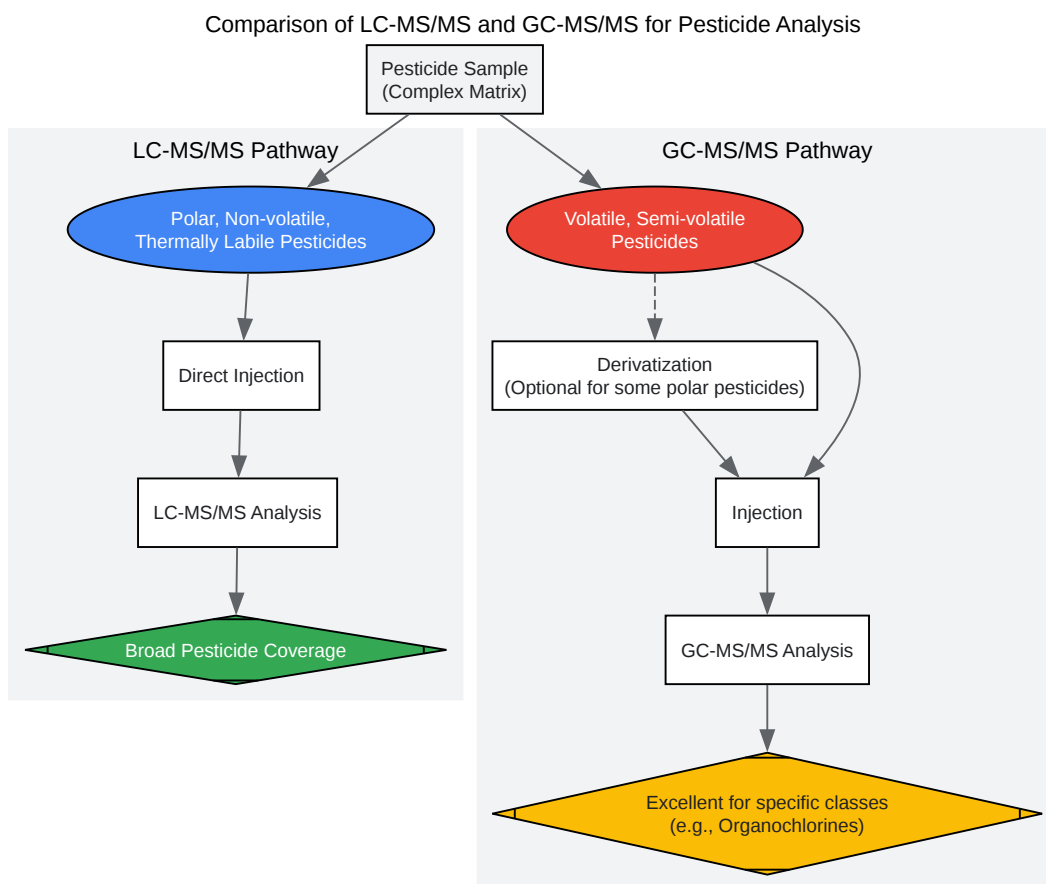 Comparison of LC-MS/MS and GC-MS/MS for Pesticide Analysis
Pesticide Sample
(Complex Matrix)
LC-MS/MS Pathway
Polar, Non-volatile,
Thermally Labile Pesticides
Direct Injection
LC-MS/MS Analysis
Broad Pesticide Coverage
GC-MS/MS Pathway
Volatile, Semi-volatile
Pesticides
Derivatization
(Optional for some polar pesticides)
Injection
GC-MS/MS Analysis
Excellent for specific classes
(e.g., Organochlorines)